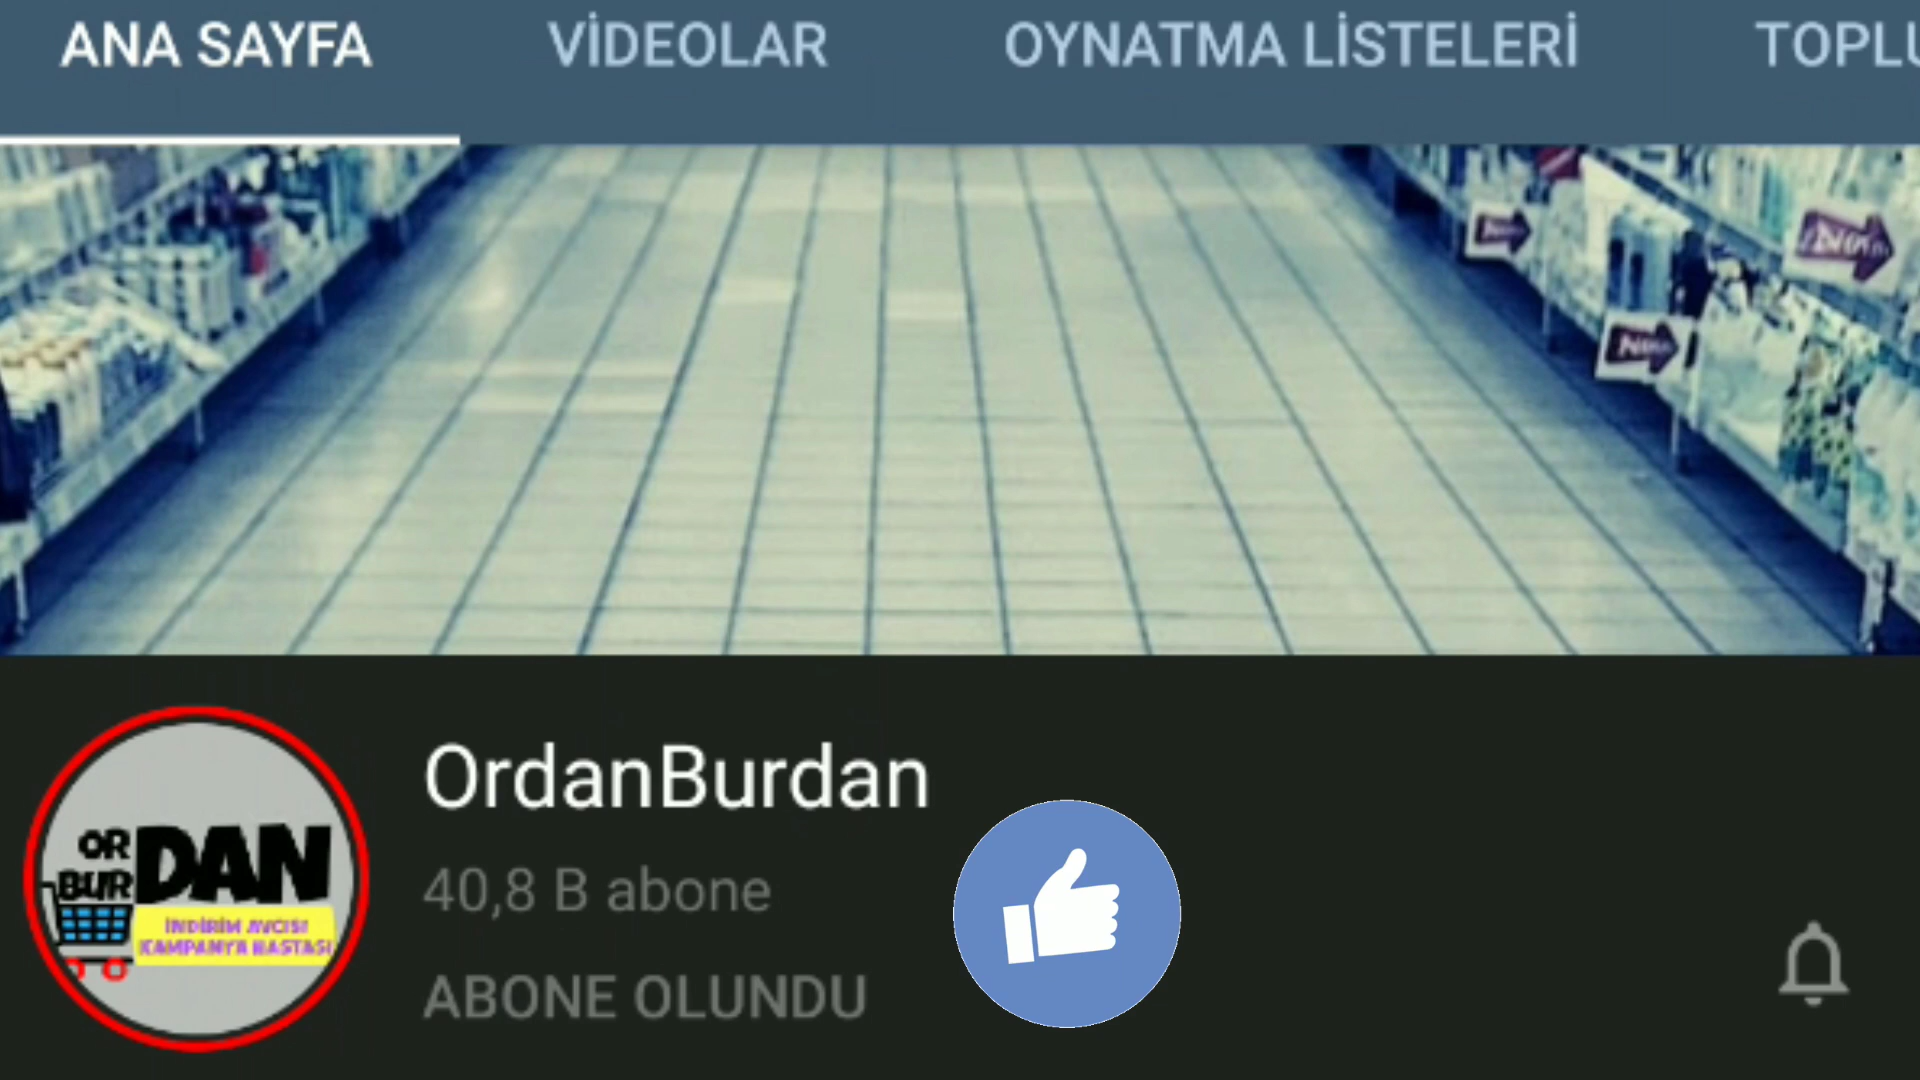 ANA SAYFA
VİDEOLAR
OYNATMA LİSTELERİ
TOPLU
OrdanBurdan
40,8 B abone
ABONE OLUNDU
OR
BUR DAN
İNDİRİM AVCISI
KAMPANYA HASTASI